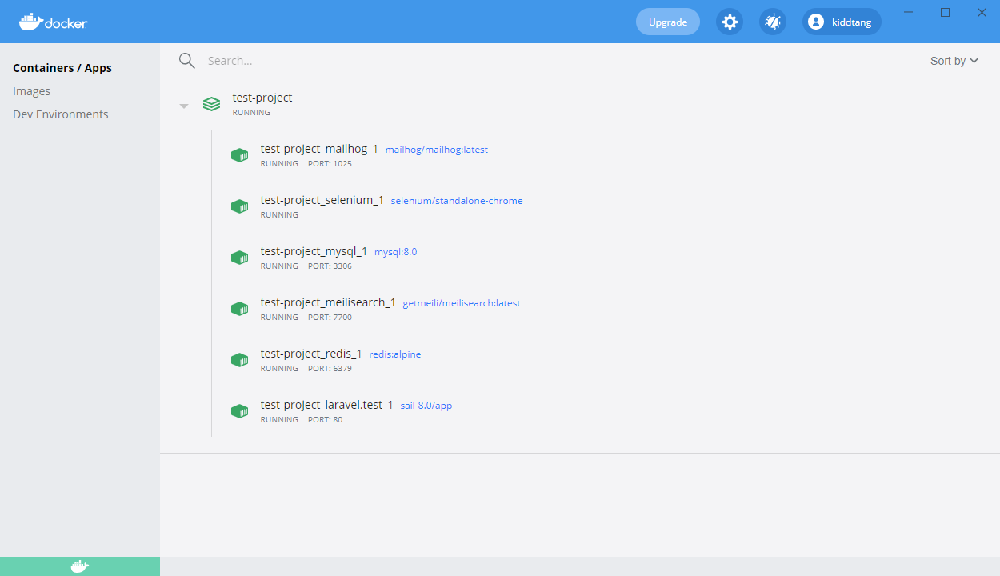 docker
Upgrade
kiddtang
Containers / Apps
Images
Dev Environments
Search...
Sort by
test-project
RUNNING
test-project_mailhog_1 mailhog/mailhog:latest
RUNNING PORT: 1025
test-project_selenium_1 selenium/standalone-chrome
RUNNING
test-project_mysql_1 mysql:8.0
RUNNING PORT: 3306
test-project_meilisearch_1 getmeili/meilisearch:latest
RUNNING PORT: 7700
test-project_redis_1 redis:alpine
RUNNING PORT: 6379
test-project_laravel.test_1 sail-8.0/app
RUNNING PORT: 80